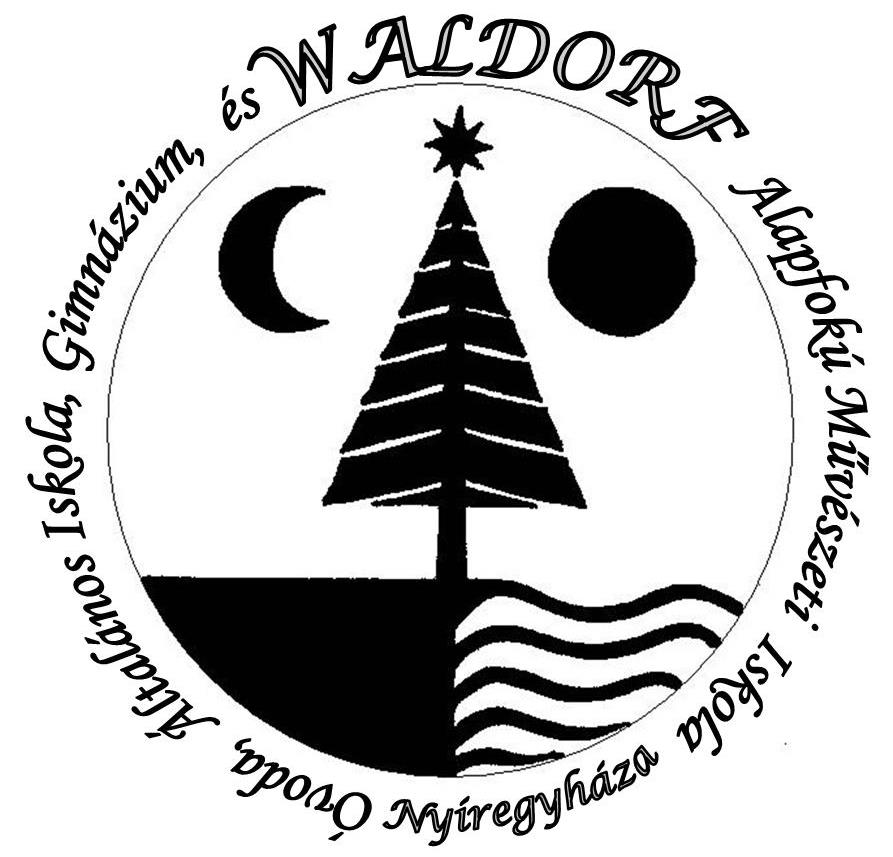 WALDORF
Óvoda, Általános Iskola, Gimnázium, és
Alapfokú Művészeti Iskola
Nyíregyháza